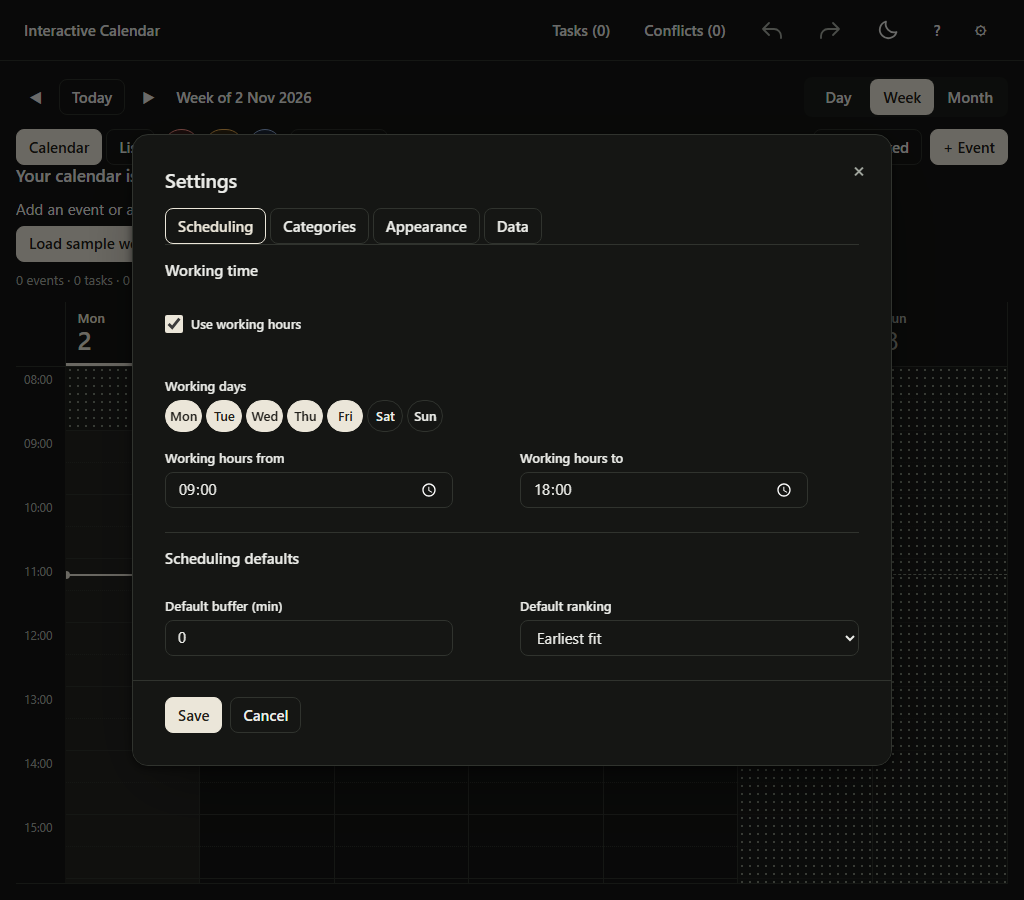 Interactive Calendar Tasks (0) Conflicts (0) ?
Today Week of 2 Nov 2026 Day Week Month
Calendar + Event
Your calendar
Add an event or
Load sample
0 events · 0 tasks · 0
Settings
Scheduling Categories Appearance Data
Working time
Use working hours
Working days
Mon Tue Wed Thu Fri Sat Sun
Working hours from Working hours to
09:00 18:00
Scheduling defaults
Default buffer (min) Default ranking
0 Earliest fit
Save Cancel
Mon
2
08:00
09:00
10:00
11:00
12:00
13:00
14:00
15:00